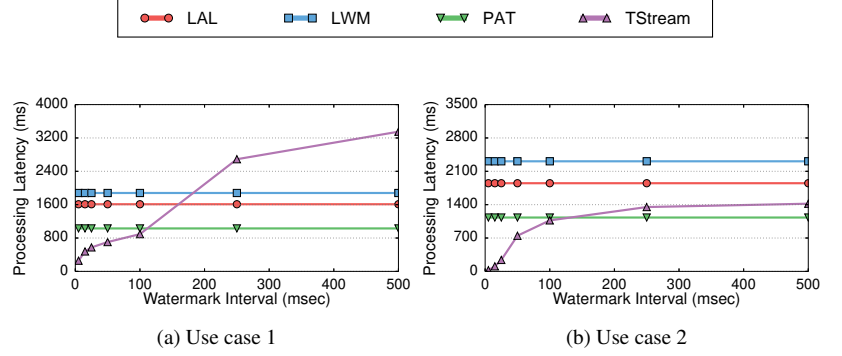 LAL LWM PAT TStream
Processing Latency (ms)
4000
3200
2400
1600
800
0
0 100 200 300 400 500
Watermark Interval (msec)
(a) Use case 1
Processing Latency (ms)
3500
2800
2100
1400
700
0
0 100 200 300 400 500
Watermark Interval (msec)
(b) Use case 2